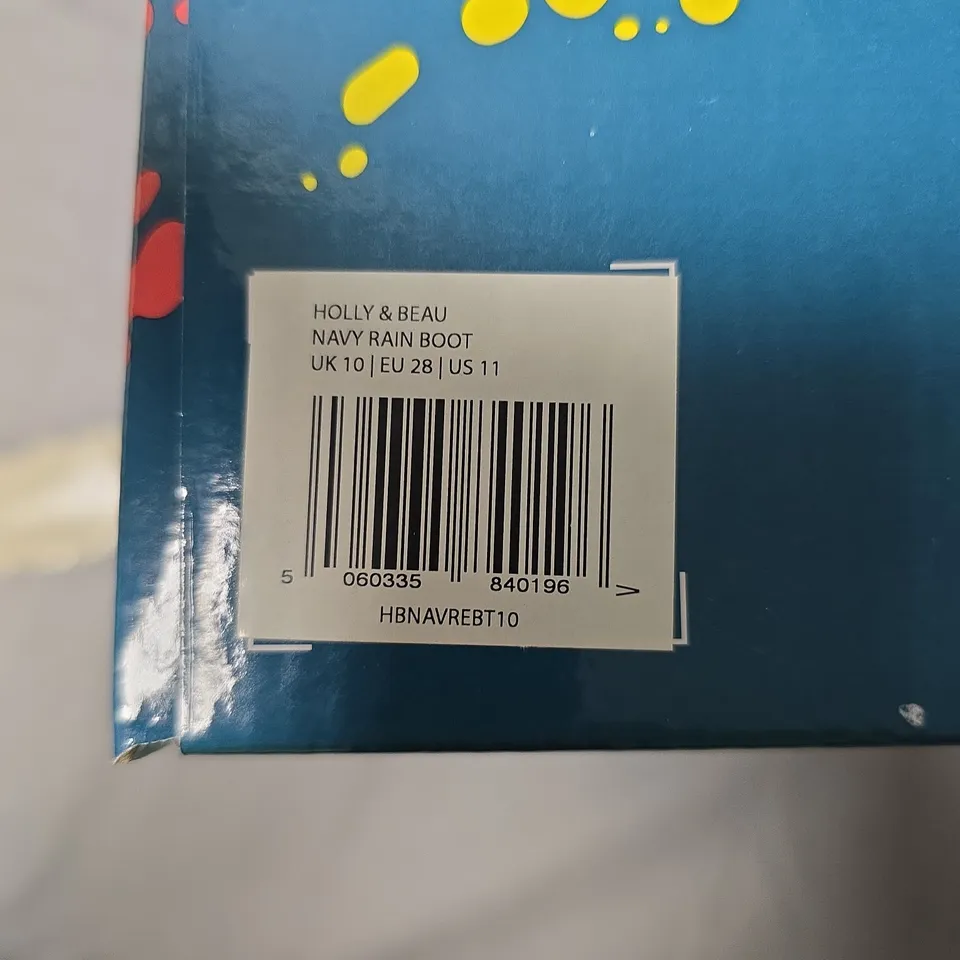 HOLLY & BEAU
NAVY RAIN BOOT
UK 10 | EU 28 | US 11
5 060335 840196 >
HBNAVREBT10